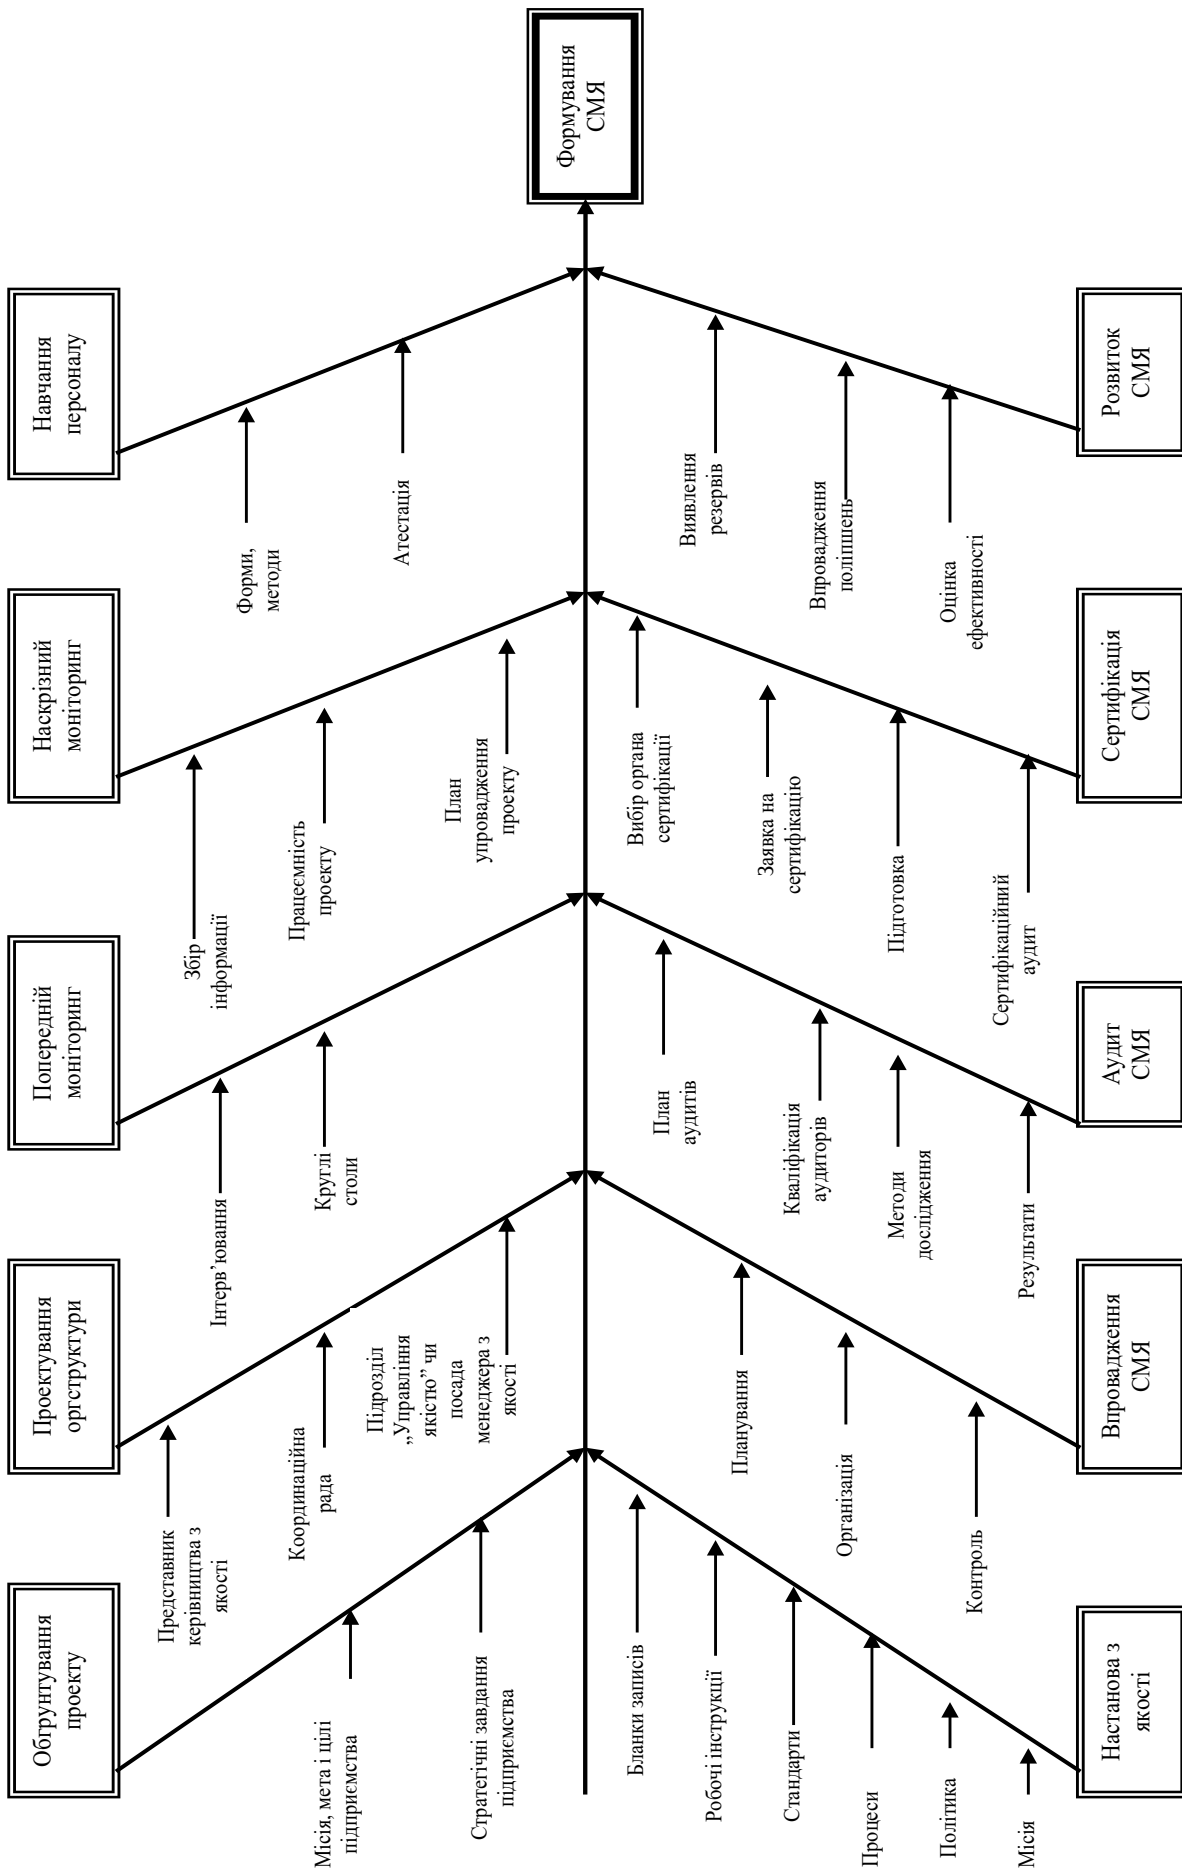 Обгрунтування
проекту
Проектування
оргструктури
Попередній
моніторинг
Наскрізний
моніторинг
Навчання
персоналу
Місія, мета і цілі
підприємства
Стратегічні завдання
підприємства
Представник
керівництва з
якості
Координаційна
рада
Підрозділ
„Управління
якістю” чи
посада
менеджера з
якості
Інтерв’ювання
Круглі
столи
Збір
інформації
Працеємність
проекту
План
упровадження
проекту
Форми,
методи
Атестація
Формування
СМЯ
Бланки записів
Робочі інструкції
Стандарти
Процеси
Політика
Місія
Планування
Організація
Контроль
План
аудитів
Кваліфікація
аудиторів
Методи
дослідження
Результати
Вибір органа
сертифікації
Заявка на
сертифікацію
Підготовка
Сертифікаційний
аудит
Виявлення
резервів
Впровадження
поліпшень
Оцінка
ефективності
Настанова з
якості
Впровадження
СМЯ
Аудит
СМЯ
Сертифікація
СМЯ
Розвиток
СМЯ